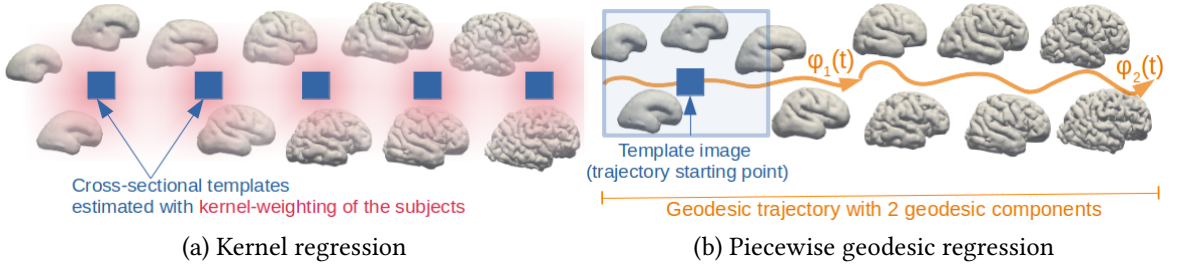 Cross-sectional templates
estimated with kernel-weighting of the subjects
(a) Kernel regression
φ₁(t)
φ₂(t)
Template image
(trajectory starting point)
Geodesic trajectory with 2 geodesic components
(b) Piecewise geodesic regression